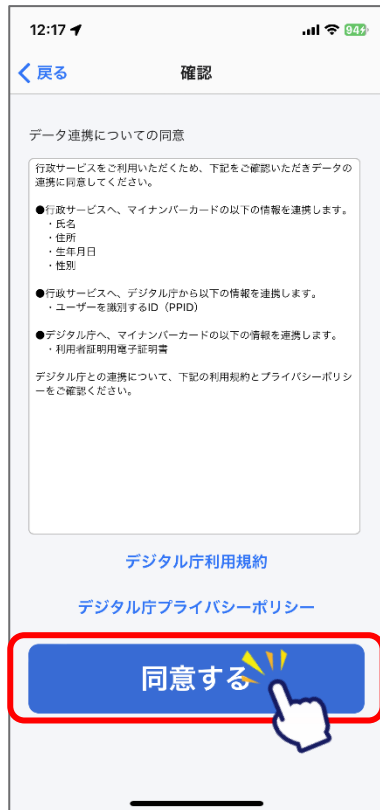 12:17
94
戻る
確認
データ連携についての同意
行政サービスをご利用いただくため、下記をご確認いただきデータの
連携に同意してください。
●行政サービスへ、マイナンバーカードの以下の情報を連携します。
・氏名
・住所
・生年月日
・性別
●行政サービスへ、デジタル庁から以下の情報を連携します。
・ユーザーを識別するID（PPID）
●デジタル庁へ、マイナンバーカードの以下の情報を連携します。
・利用者証明用電子証明書
デジタル庁との連携について、下記の利用規約とプライバシーポリシ
ーをご確認ください。
デジタル庁利用規約
デジタル庁プライバシーポリシー
同意する